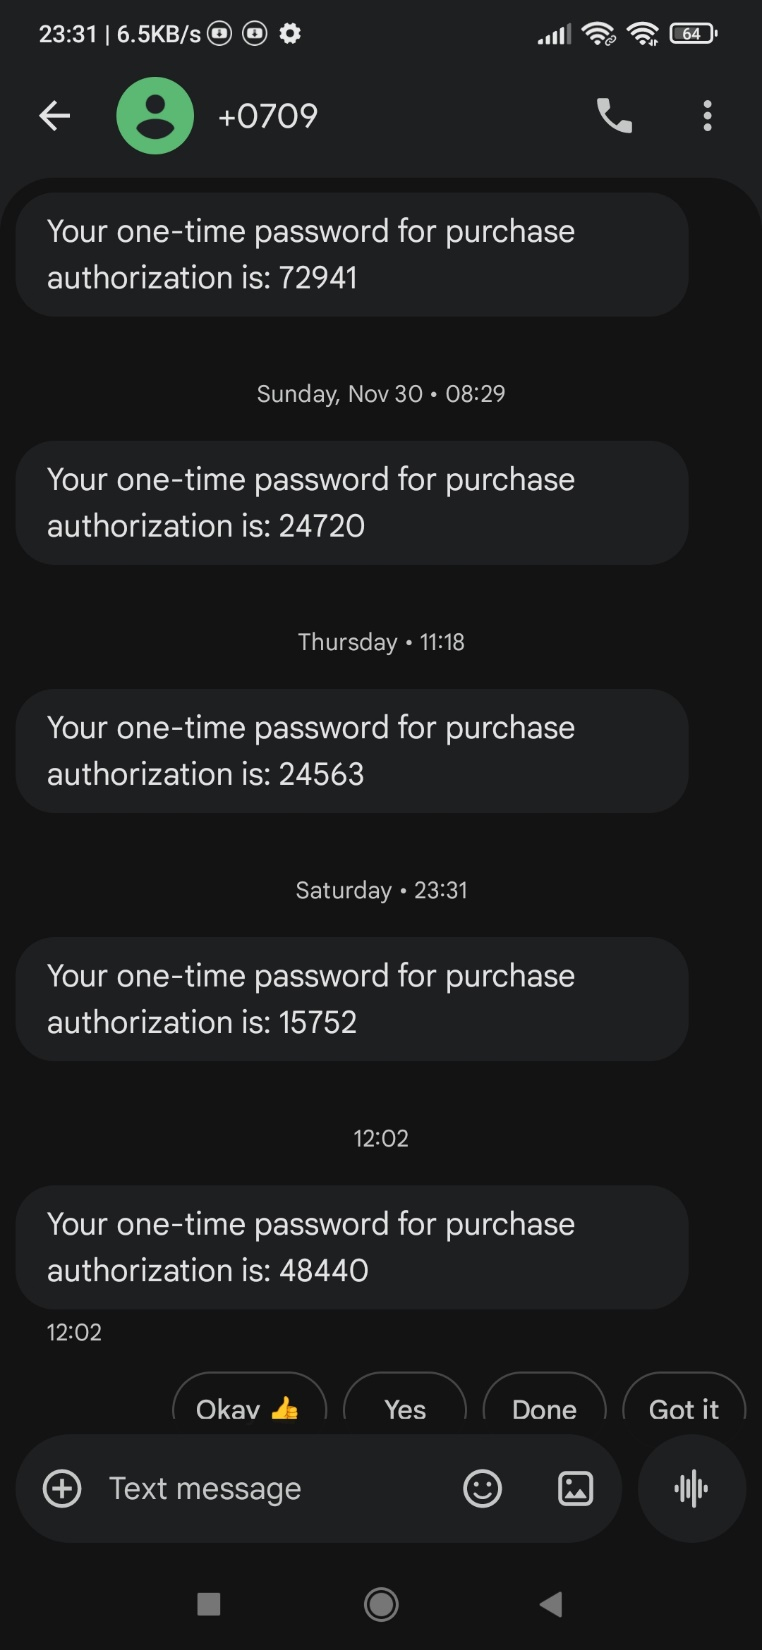 23:31 | 6.5KB/s
64
+0709
Your one-time password for purchase
authorization is: 72941
Sunday, Nov 30 • 08:29
Your one-time password for purchase
authorization is: 24720
Thursday • 11:18
Your one-time password for purchase
authorization is: 24563
Saturday • 23:31
Your one-time password for purchase
authorization is: 15752
12:02
Your one-time password for purchase
authorization is: 48440
12:02
Okay 👍 Yes Done Got it
Text message